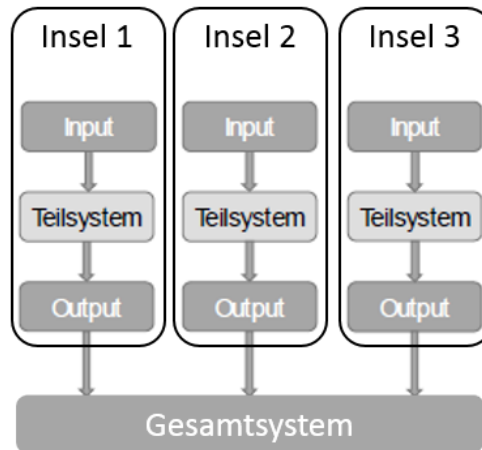 Insel 1
Insel 2
Insel 3
Input
Input
Input
Teilsystem
Teilsystem
Teilsystem
Output
Output
Output
Gesamtsystem